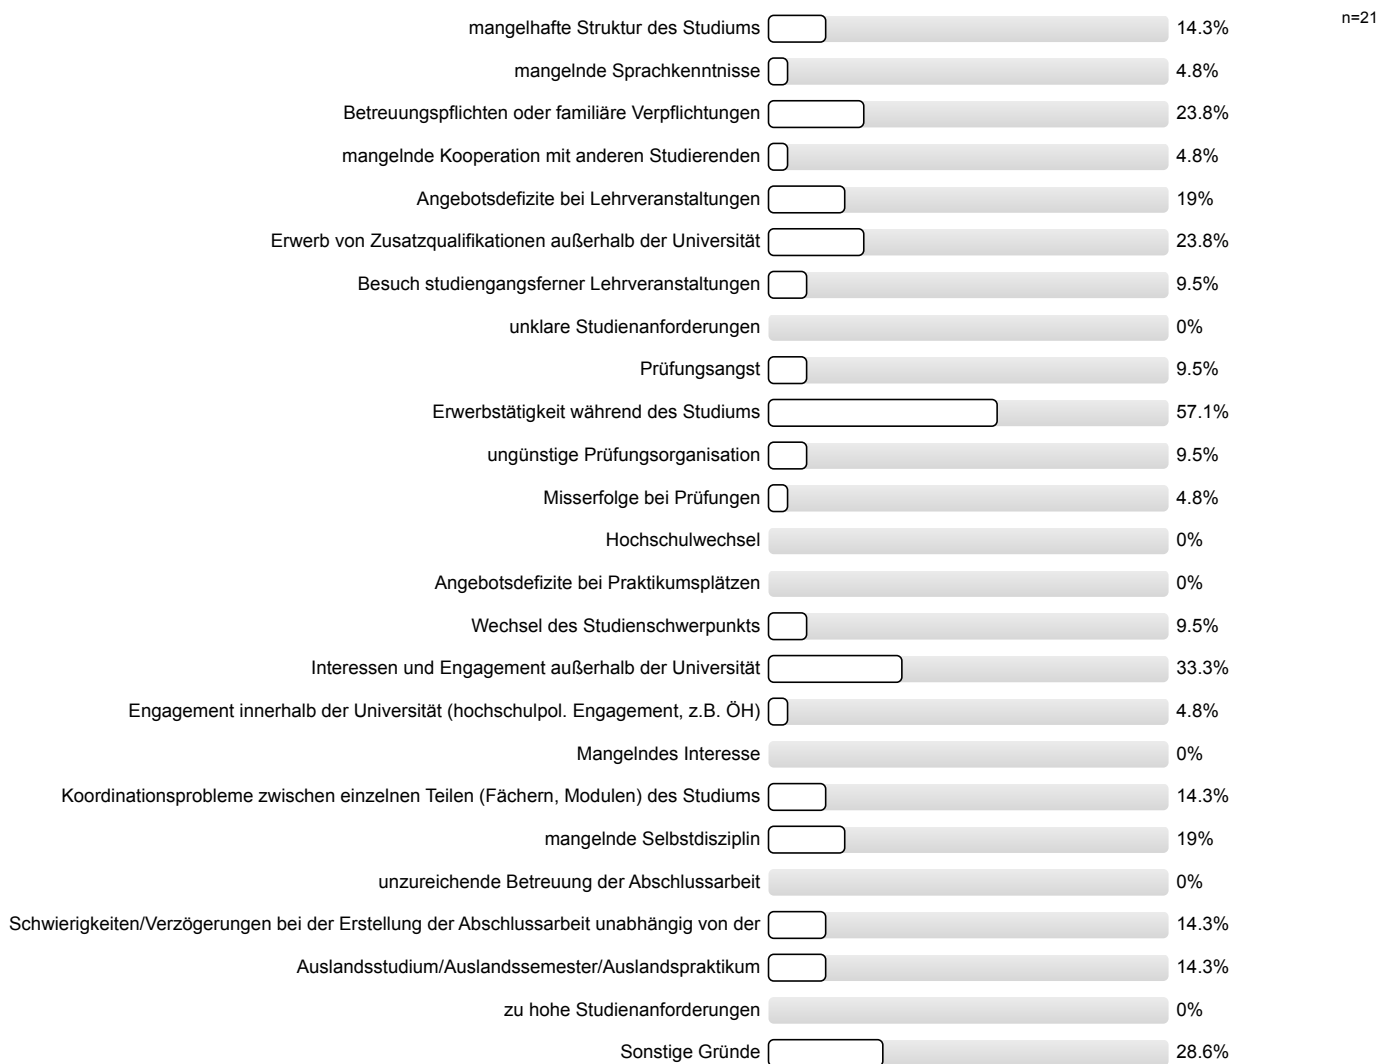 n=21
mangelhafte Struktur des Studiums 14.3%
mangelnde Sprachkenntnisse 4.8%
Betreuungspflichten oder familiäre Verpflichtungen 23.8%
mangelnde Kooperation mit anderen Studierenden 4.8%
Angebotsdefizite bei Lehrveranstaltungen 19%
Erwerb von Zusatzqualifikationen außerhalb der Universität 23.8%
Besuch studiengangsferner Lehrveranstaltungen 9.5%
unklare Studienanforderungen 0%
Prüfungsangst 9.5%
Erwerbstätigkeit während des Studiums 57.1%
ungünstige Prüfungsorganisation 9.5%
Misserfolge bei Prüfungen 4.8%
Hochschulwechsel 0%
Angebotsdefizite bei Praktikumsplätzen 0%
Wechsel des Studienschwerpunkts 9.5%
Interessen und Engagement außerhalb der Universität 33.3%
Engagement innerhalb der Universität (hochschulpol. Engagement, z.B. ÖH) 4.8%
Mangelndes Interesse 0%
Koordinationsprobleme zwischen einzelnen Teilen (Fächern, Modulen) des Studiums 14.3%
mangelnde Selbstdisziplin 19%
unzureichende Betreuung der Abschlussarbeit 0%
Schwierigkeiten/Verzögerungen bei der Erstellung der Abschlussarbeit unabhängig von der 14.3%
Auslandsstudium/Auslandssemester/Auslandspraktikum 14.3%
zu hohe Studienanforderungen 0%
Sonstige Gründe 28.6%